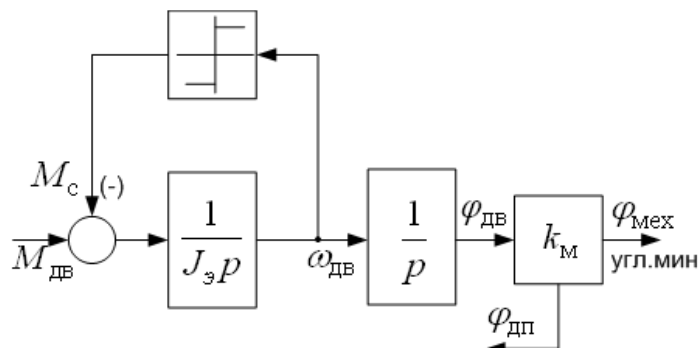 M_с (-)
M_дв
1
J_э p
ω_дв
1
p
φ_дв
k_м
φ_мех
угл.мин
φ_дп